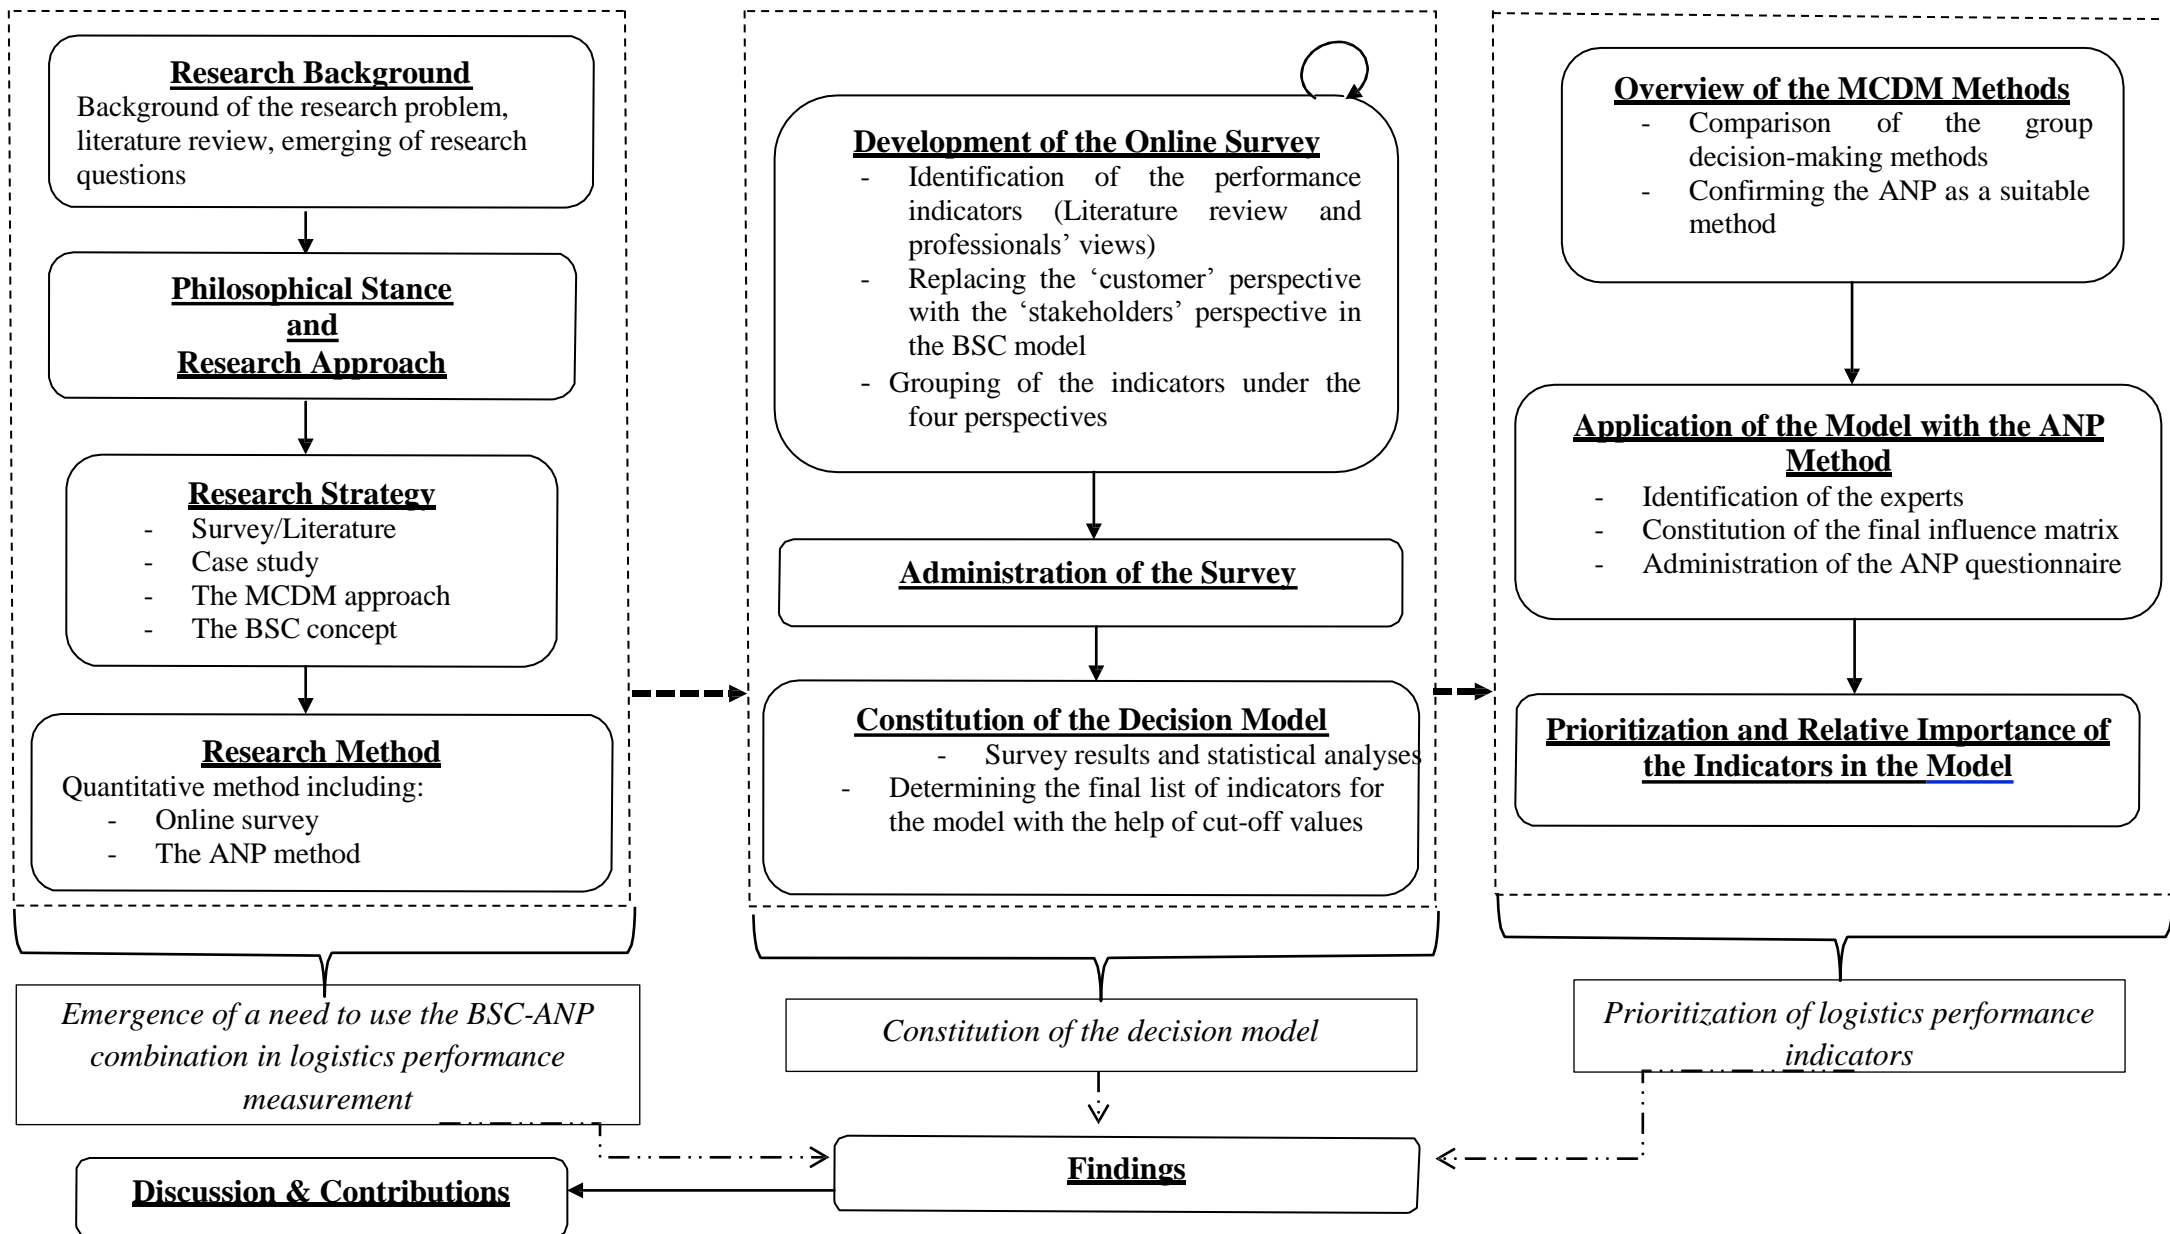 Research Background
Background of the research problem,
literature review, emerging of research
questions
Philosophical Stance
and
Research Approach
Research Strategy
- Survey/Literature
- Case study
- The MCDM approach
- The BSC concept
Research Method
Quantitative method including:
- Online survey
- The ANP method
Emergence of a need to use the BSC-ANP
combination in logistics performance
measurement
Development of the Online Survey
- Identification of the performance
indicators (Literature review and
professionals’ views)
- Replacing the ‘customer’ perspective
with the ‘stakeholders’ perspective in
the BSC model
- Grouping of the indicators under the
four perspectives
Administration of the Survey
Constitution of the Decision Model
- Survey results and statistical analyses
- Determining the final list of indicators for
the model with the help of cut-off values
Constitution of the decision model
Overview of the MCDM Methods
- Comparison of the group
decision-making methods
- Confirming the ANP as a suitable
method
Application of the Model with the ANP
Method
- Identification of the experts
- Constitution of the final influence matrix
- Administration of the ANP questionnaire
Prioritization and Relative Importance of
the Indicators in the Model
Prioritization of logistics performance
indicators
Findings
Discussion & Contributions